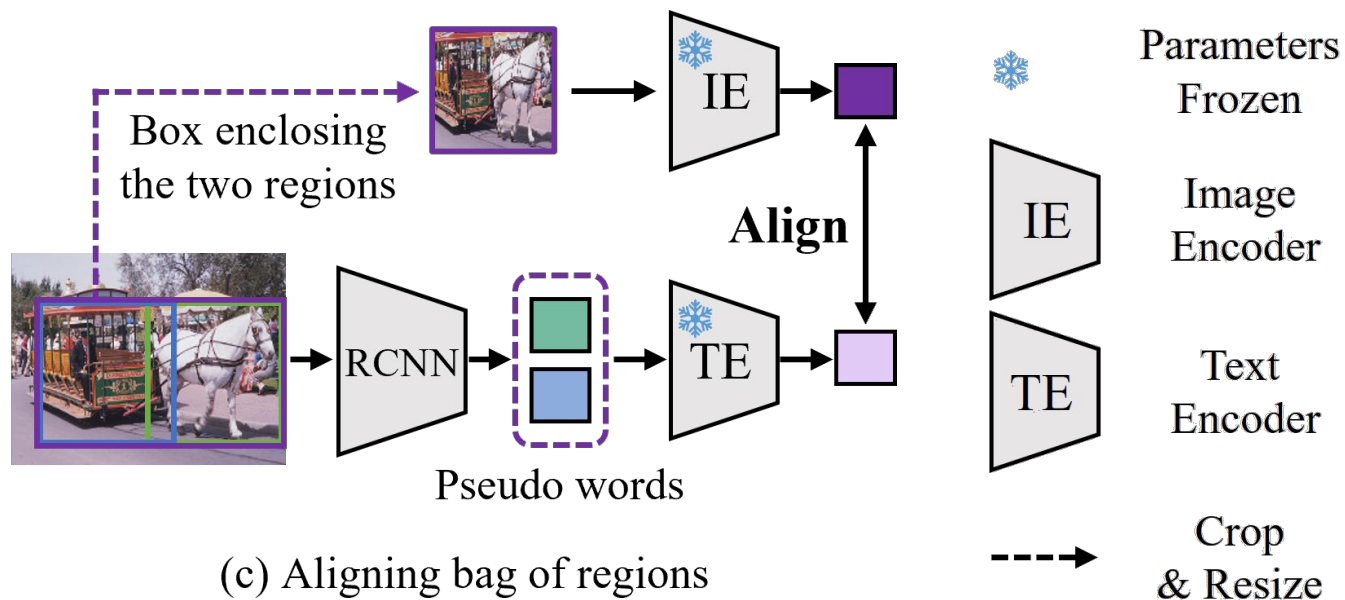 Box enclosing
the two regions
IE
Align
RCNN
TE
Pseudo words
(c) Aligning bag of regions
Parameters
Frozen
IE
Image
Encoder
TE
Text
Encoder
Crop
& Resize